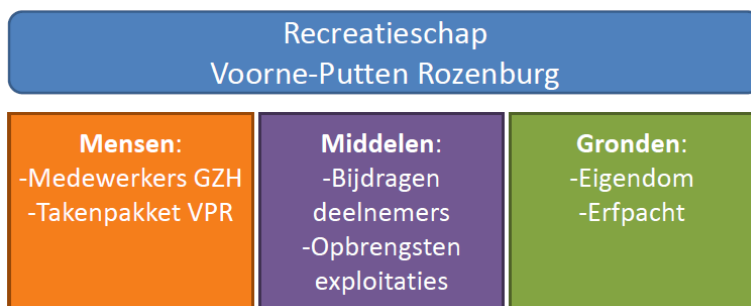 Recreatieschap
Voorne-Putten Rozenburg
Mensen:
-Medewerkers GZH
-Takenpakket VPR
Middelen:
-Bijdragen
deelnemers
-Opbrengsten
exploitaties
Gronden:
-Eigendom
-Erfpacht